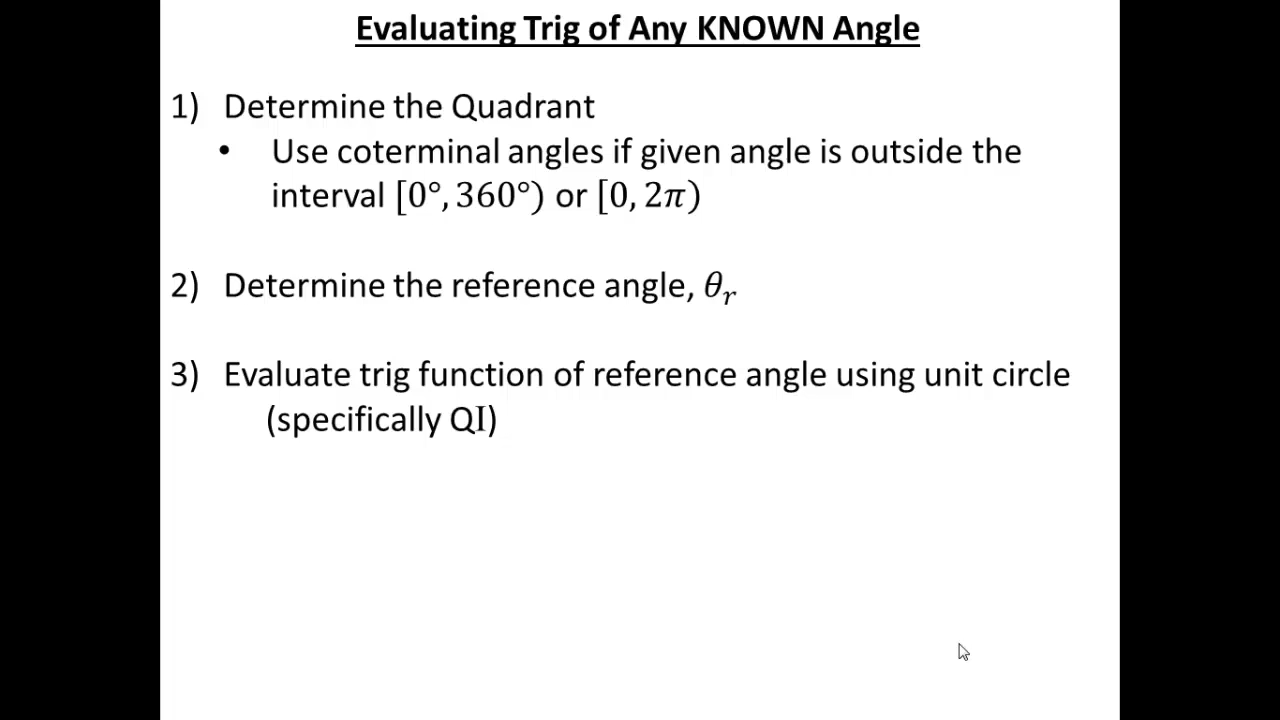 Evaluating Trig of Any KNOWN Angle
1) Determine the Quadrant
• Use coterminal angles if given angle is outside the
interval [0°, 360°) or [0, 2π)
2) Determine the reference angle, θᵣ
3) Evaluate trig function of reference angle using unit circle
(specifically QI)